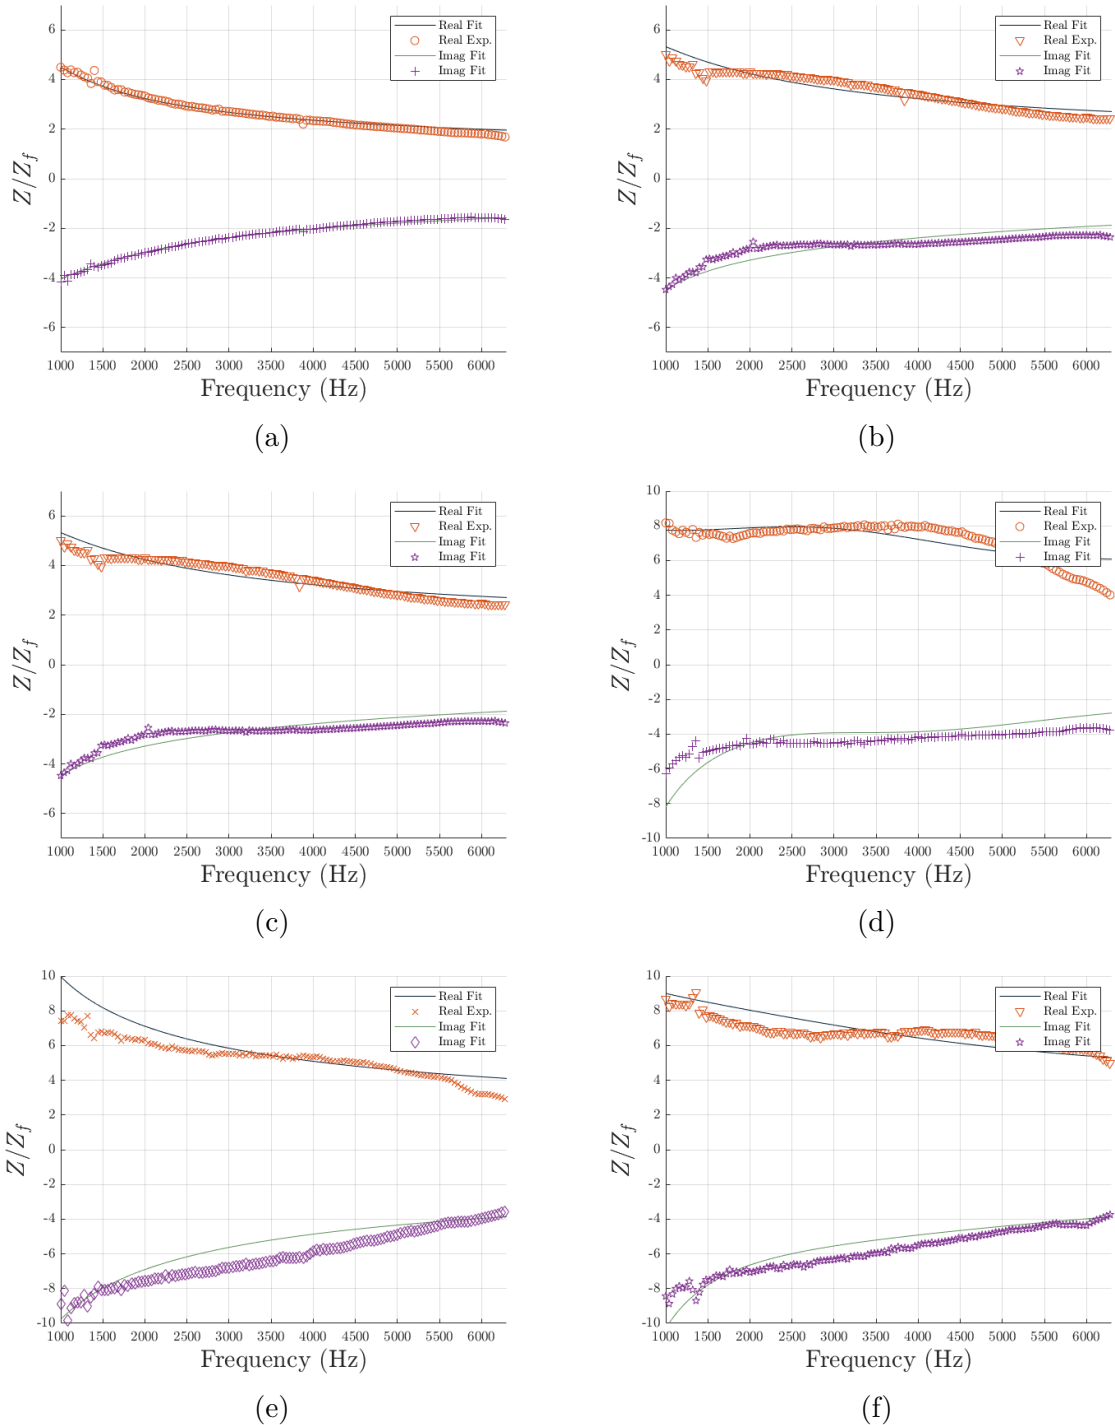 6
4
2
0
-2
-4
-6
Z/Z_f
Real Fit
Real Exp.
Imag Fit
Imag Fit
1000 1500 2000 2500 3000 3500 4000 4500 5000 5500 6000
Frequency (Hz)
(a)
6
4
2
0
-2
-4
-6
Z/Z_f
Real Fit
Real Exp.
Imag Fit
Imag Fit
1000 1500 2000 2500 3000 3500 4000 4500 5000 5500 6000
Frequency (Hz)
(b)
6
4
2
0
-2
-4
-6
Z/Z_f
Real Fit
Real Exp.
Imag Fit
Imag Fit
1000 1500 2000 2500 3000 3500 4000 4500 5000 5500 6000
Frequency (Hz)
(c)
10
8
6
4
2
0
-2
-4
-6
-8
-10
Z/Z_f
Real Fit
Real Exp.
Imag Fit
Imag Fit
1000 1500 2000 2500 3000 3500 4000 4500 5000 5500 6000
Frequency (Hz)
(d)
10
8
6
4
2
0
-2
-4
-6
-8
-10
Z/Z_f
Real Fit
Real Exp.
Imag Fit
Imag Fit
1000 1500 2000 2500 3000 3500 4000 4500 5000 5500 6000
Frequency (Hz)
(e)
10
8
6
4
2
0
-2
-4
-6
-8
-10
Z/Z_f
Real Fit
Real Exp.
Imag Fit
Imag Fit
1000 1500 2000 2500 3000 3500 4000 4500 5000 5500 6000
Frequency (Hz)
(f)